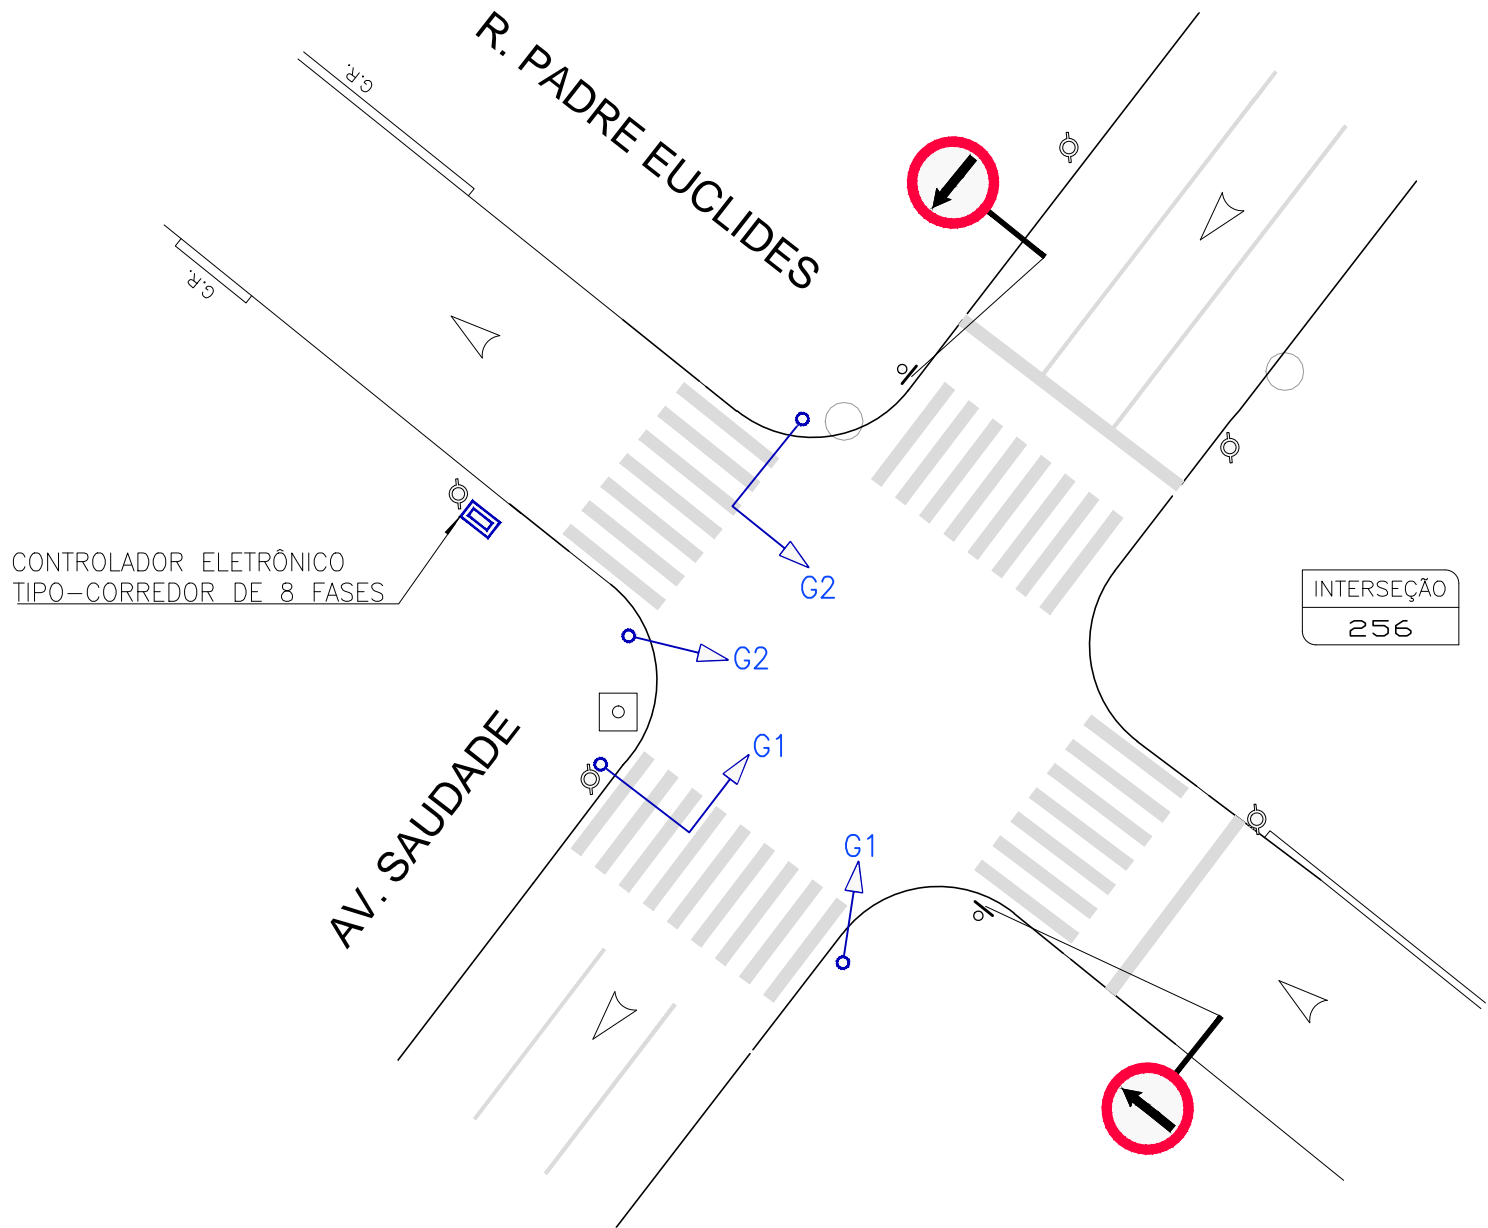 R. PADRE EUCLIDES
G.R.
G.R.
CONTROLADOR ELETRÔNICO
TIPO-CORREDOR DE 8 FASES
G2
G2
INTERSEÇÃO
256
AV. SAUDADE
G1
G1